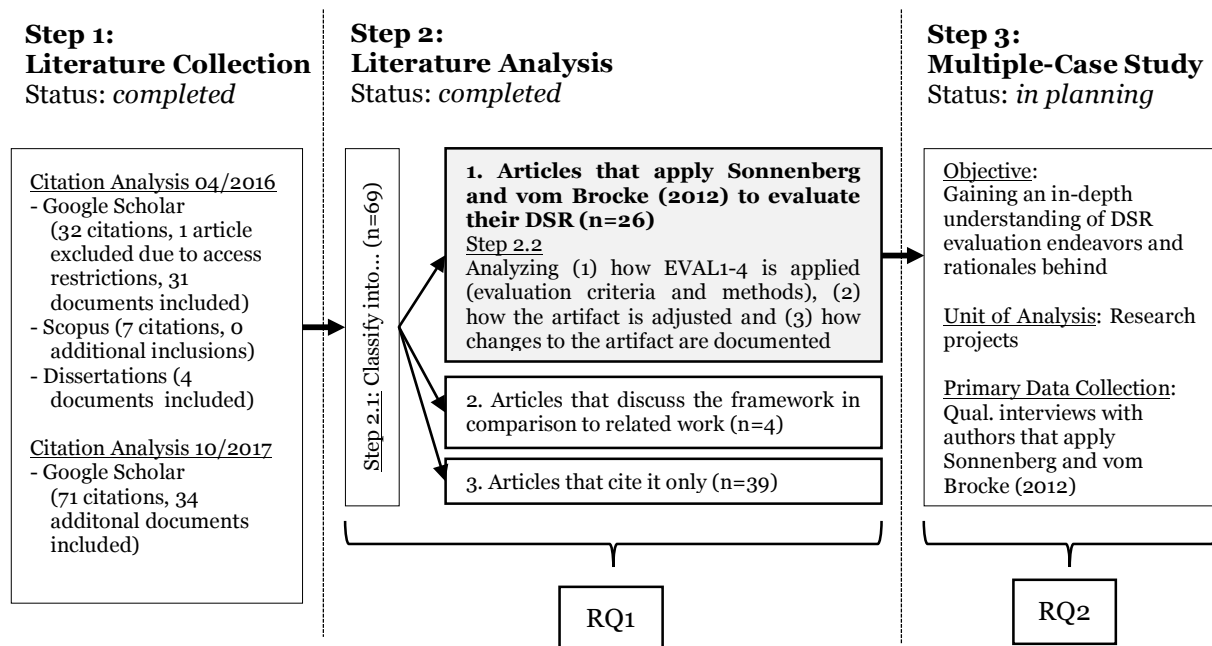 Step 1:
Literature Collection
Status: completed
Citation Analysis 04/2016
- Google Scholar
(32 citations, 1 article
excluded due to access
restrictions, 31
documents included)
- Scopus (7 citations, 0
additional inclusions)
- Dissertations (4
documents included)
Citation Analysis 10/2017
- Google Scholar
(71 citations, 34
additonal documents
included)
Step 2:
Literature Analysis
Status: completed
Step 2.1: Classify into... (n=69)
1. Articles that apply Sonnenberg
and vom Brocke (2012) to evaluate
their DSR (n=26)
Step 2.2
Analyzing (1) how EVAL1-4 is applied
(evaluation criteria and methods), (2)
how the artifact is adjusted and (3) how
changes to the artifact are documented
2. Articles that discuss the framework in
comparison to related work (n=4)
3. Articles that cite it only (n=39)
RQ1
Step 3:
Multiple-Case Study
Status: in planning
Objective:
Gaining an in-depth
understanding of DSR
evaluation endeavors and
rationales behind
Unit of Analysis: Research
projects
Primary Data Collection:
Qual. interviews with
authors that apply
Sonnenberg and vom
Brocke (2012)
RQ2